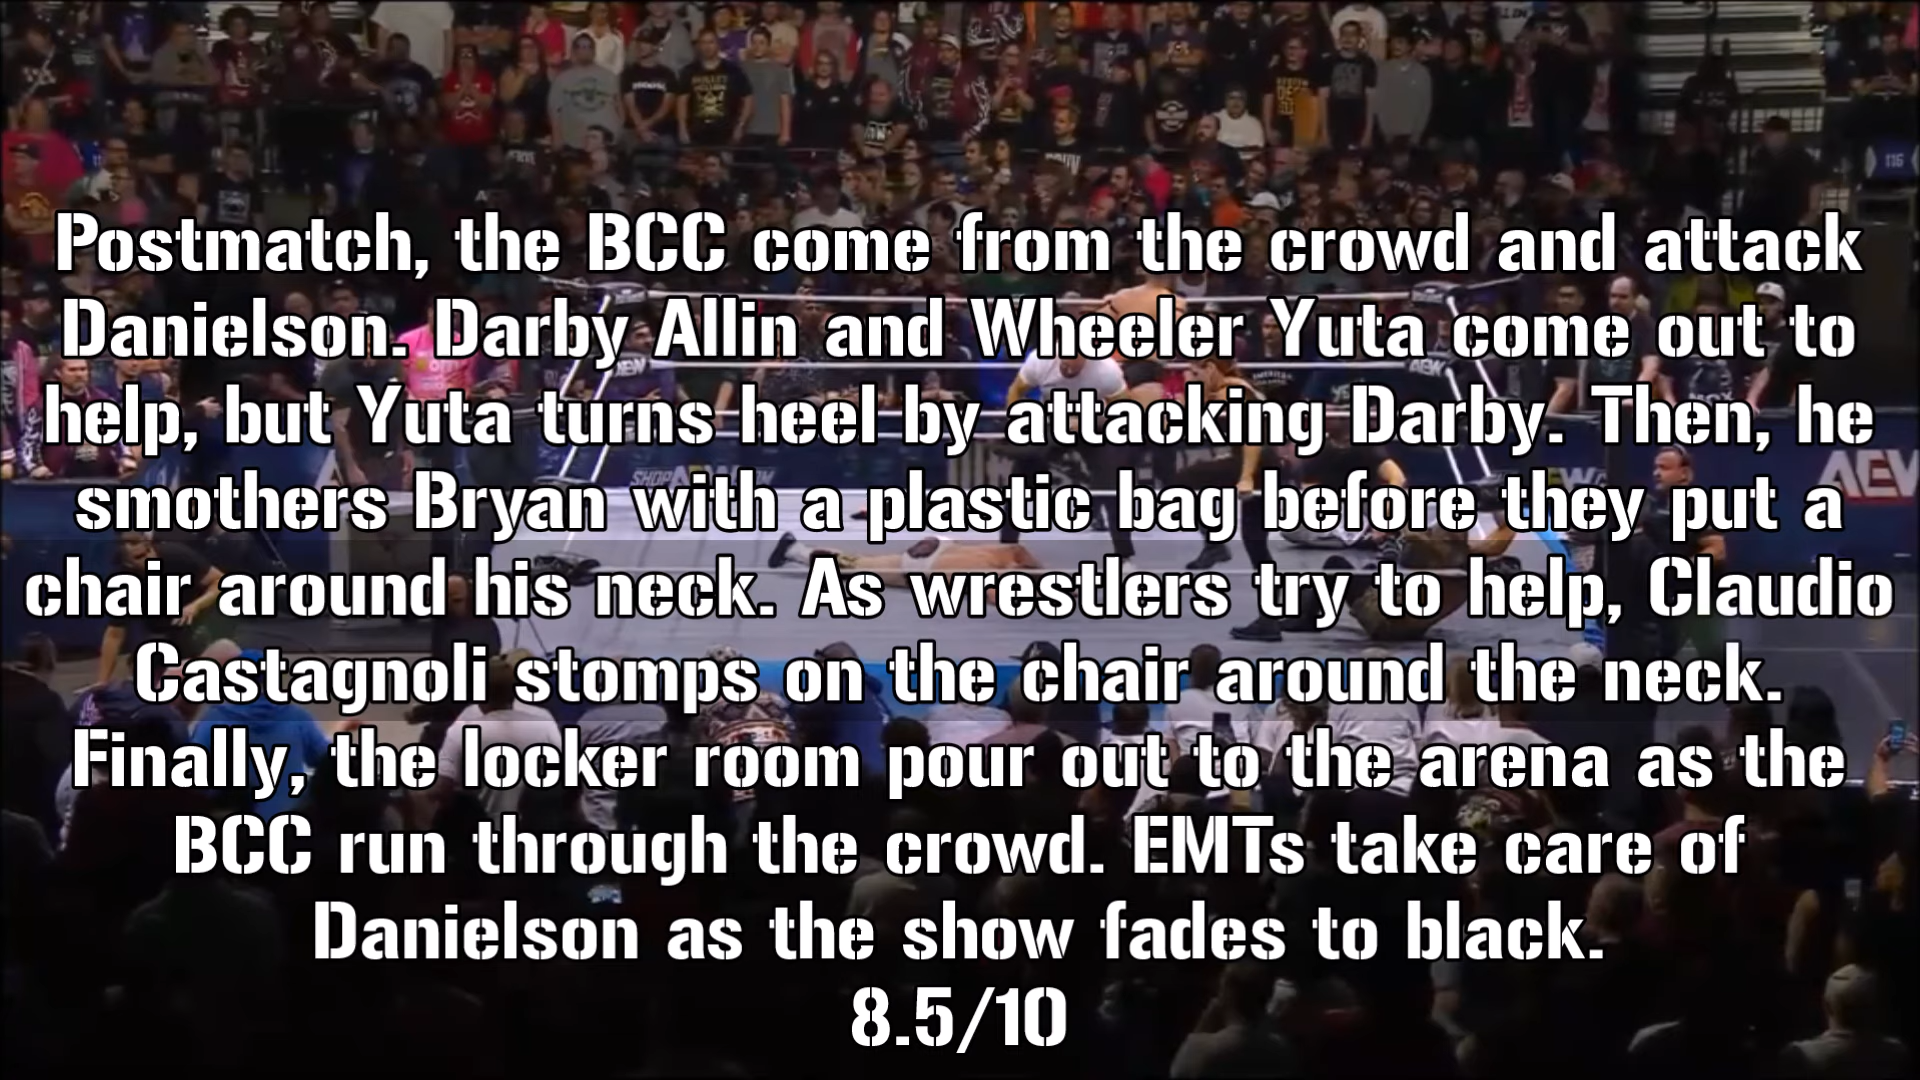 Postmatch, the BCC come from the crowd and attack
Danielson. Darby Allin and Wheeler Yuta come out to
help, but Yuta turns heel by attacking Darby. Then, he
smothers Bryan with a plastic bag before they put a
chair around his neck. As wrestlers try to help, Claudio
Castagnoli stomps on the chair around the neck.
Finally, the locker room pour out to the arena as the
BCC run through the crowd. EMTs take care of
Danielson as the show fades to black.
8.5/10
116
AEW
AEW